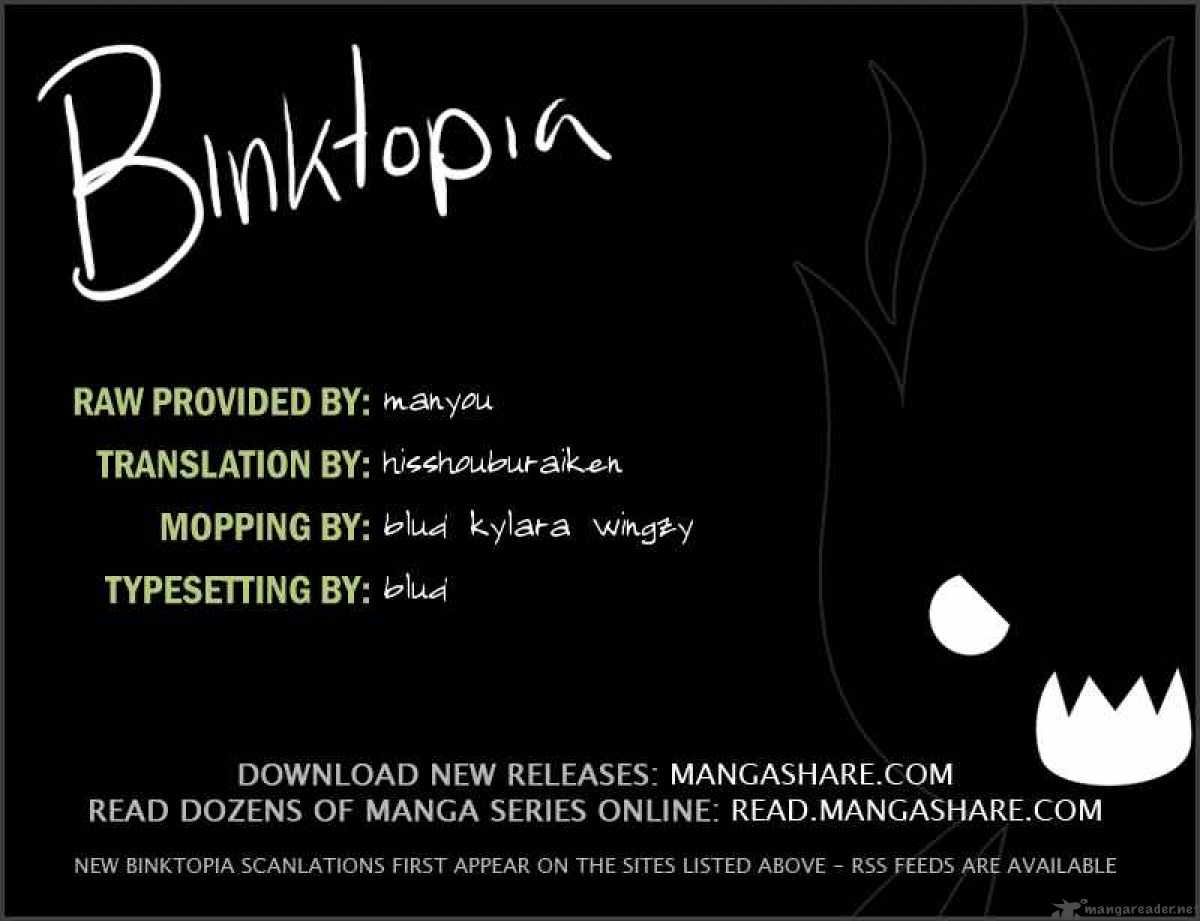 Binktopia
RAW PROVIDED BY: manyou
TRANSLATION BY: hisshouburaiken
MOPPING BY: blud kylara wingzy
TYPESETTING BY: blud
DOWNLOAD NEW RELEASES: MANGASHARE.COM
READ DOZENS OF MANGA SERIES ONLINE: READ.MANGASHARE.COM
NEW BINKTOPIA SCANLATIONS FIRST APPEAR ON THE SITES LISTED ABOVE - RSS FEEDS ARE AVAILABLE
mangareader.net